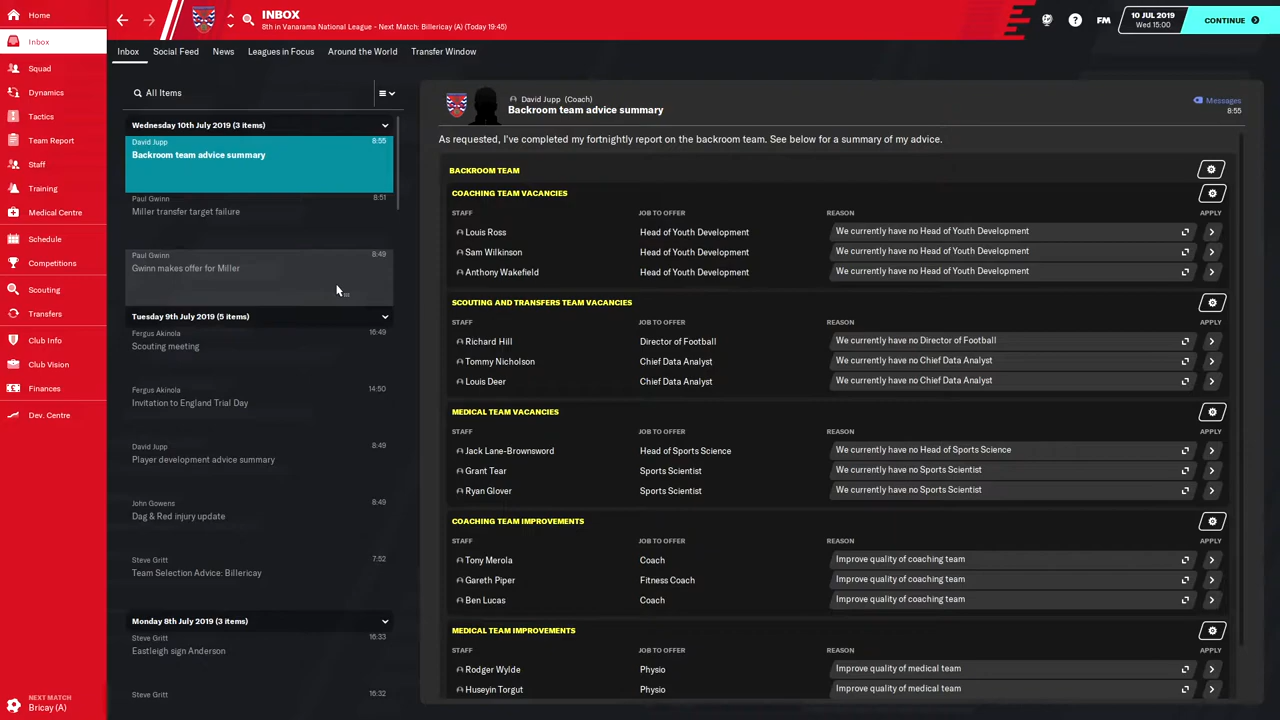 Home
Inbox
Squad
Dynamics
Tactics
Team Report
Staff
Training
Medical Centre
Schedule
Competitions
Scouting
Transfers
Club Info
Club Vision
Finances
Dev. Centre
NEXT MATCH
Bricay (A)
INBOX
8th in Vanarama National League - Next Match: Billericay (A) (Today 19:45)
?
FM
10 JUL 2019
Wed 15:00
CONTINUE
Inbox Social Feed News Leagues in Focus Around the World Transfer Window
All Items
Wednesday 10th July 2019 (3 items)
David Jupp 8:55
Backroom team advice summary
Paul Gwinn 8:51
Miller transfer target failure
Paul Gwinn 8:49
Gwinn makes offer for Miller
Tuesday 9th July 2019 (5 items)
Fergus Akinola 16:49
Scouting meeting
Fergus Akinola 14:50
Invitation to England Trial Day
David Jupp 8:49
Player development advice summary
John Gowens 8:49
Dag & Red injury update
Steve Gritt 7:52
Team Selection Advice: Billericay
Monday 8th July 2019 (3 items)
Steve Gritt 16:33
Eastleigh sign Anderson
Steve Gritt 16:32
David Jupp (Coach)
Backroom team advice summary
Messages
8:55
As requested, I've completed my fortnightly report on the backroom team. See below for a summary of my advice.
BACKROOM TEAM
COACHING TEAM VACANCIES
STAFF JOB TO OFFER REASON APPLY
Louis Ross Head of Youth Development We currently have no Head of Youth Development
Sam Wilkinson Head of Youth Development We currently have no Head of Youth Development
Anthony Wakefield Head of Youth Development We currently have no Head of Youth Development
SCOUTING AND TRANSFERS TEAM VACANCIES
STAFF JOB TO OFFER REASON APPLY
Richard Hill Director of Football We currently have no Director of Football
Tommy Nicholson Chief Data Analyst We currently have no Chief Data Analyst
Louis Deer Chief Data Analyst We currently have no Chief Data Analyst
MEDICAL TEAM VACANCIES
STAFF JOB TO OFFER REASON APPLY
Jack Lane-Brownsword Head of Sports Science We currently have no Head of Sports Science
Grant Tear Sports Scientist We currently have no Sports Scientist
Ryan Glover Sports Scientist We currently have no Sports Scientist
COACHING TEAM IMPROVEMENTS
STAFF JOB TO OFFER REASON APPLY
Tony Merola Coach Improve quality of coaching team
Gareth Piper Fitness Coach Improve quality of coaching team
Ben Lucas Coach Improve quality of coaching team
MEDICAL TEAM IMPROVEMENTS
STAFF JOB TO OFFER REASON APPLY
Rodger Wylde Physio Improve quality of medical team
Huseyin Torgut Physio Improve quality of medical team